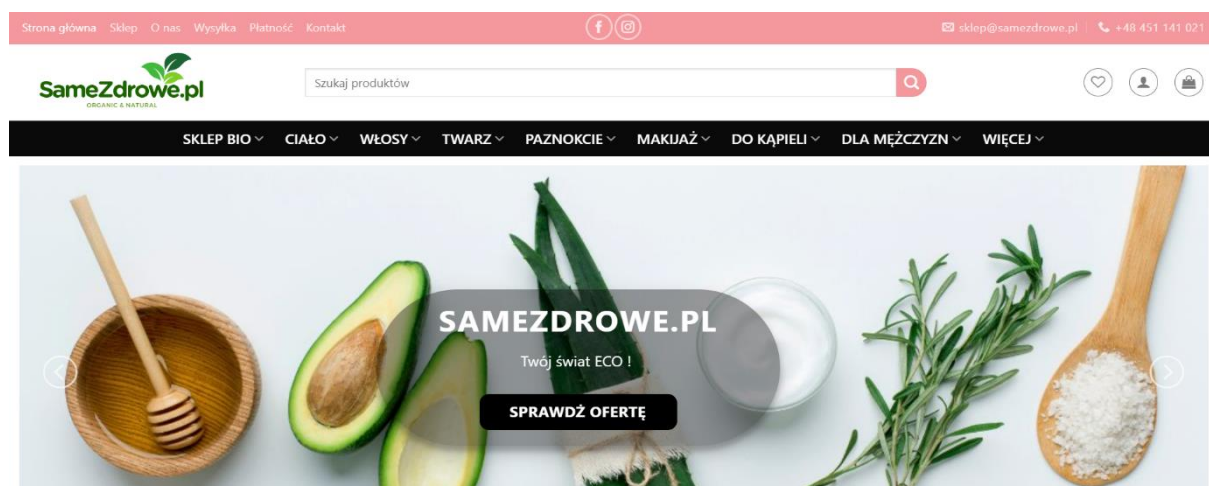 Strona główna Sklep O nas Wysyłka Płatność Kontakt
sklep@samezdrowe.pl
+48 451 141 021
SameZdrowe.pl
ORGANIC & NATURAL
Szukaj produktów
SKLEP BIO CIAŁO WŁOSY TWARZ PAZNOKCIE MAKIJAŻ DO KĄPIELI DLA MĘŻCZYZN WIĘCEJ
SAMEZDROWE.PL
Twój świat ECO !
SPRAWDŹ OFERTĘ